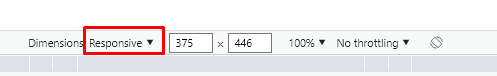 Dimensions Responsive ▼ 375 × 446 100% ▼ No throttling ▼